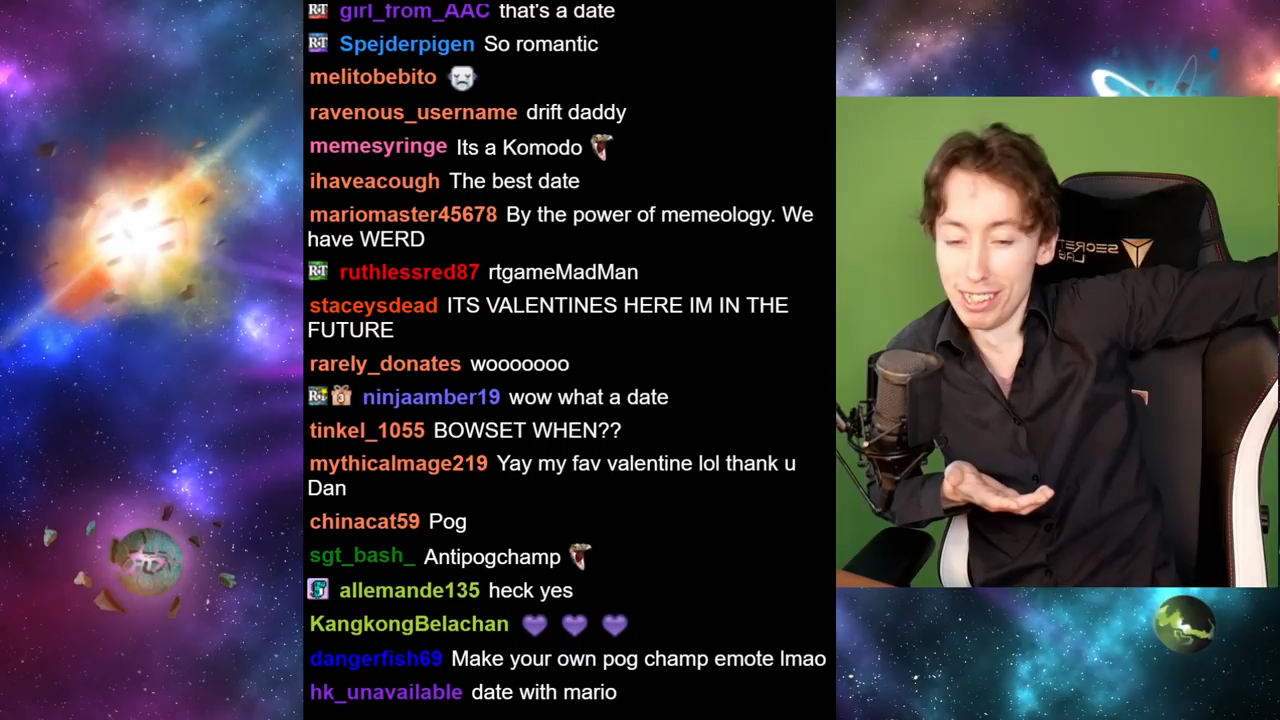 girl_from_AAC that's a date
Spejderpigen So romantic
melitobebito
ravenous_username drift daddy
memesyringe Its a Komodo
ihaveacough The best date
mariomaster45678 By the power of memeology. We
have WERD
ruthlessred87 rtgameMadMan
staceysdead ITS VALENTINES HERE IM IN THE
FUTURE
rarely_donates wooooooo
3 ninjaamber19 wow what a date
tinkel_1055 BOWSET WHEN??
mythicalmage219 Yay my fav valentine lol thank u
Dan
chinacat59 Pog
sgt_bash_ Antipogchamp
allemande135 heck yes
KangkongBelachan
dangerfish69 Make your own pog champ emote lmao
hk_unavailable date with mario
SECRET
LAB